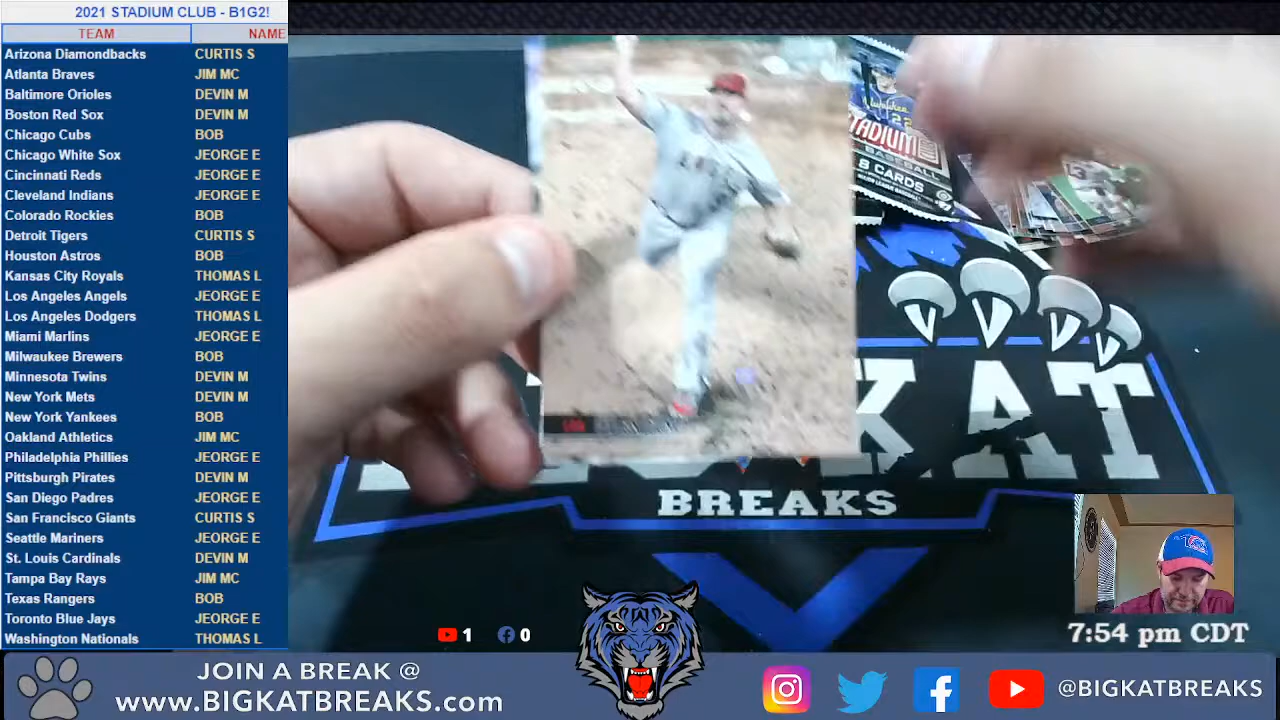 2021 STADIUM CLUB - B1G2!
TEAM NAME
Arizona Diamondbacks CURTIS S
Atlanta Braves JIM MC
Baltimore Orioles DEVIN M
Boston Red Sox DEVIN M
Chicago Cubs BOB
Chicago White Sox JEORGE E
Cincinnati Reds JEORGE E
Cleveland Indians JEORGE E
Colorado Rockies BOB
Detroit Tigers CURTIS S
Houston Astros BOB
Kansas City Royals THOMAS L
Los Angeles Angels JEORGE E
Los Angeles Dodgers THOMAS L
Miami Marlins JEORGE E
Milwaukee Brewers BOB
Minnesota Twins DEVIN M
New York Mets DEVIN M
New York Yankees BOB
Oakland Athletics JIM MC
Philadelphia Phillies JEORGE E
Pittsburgh Pirates DEVIN M
San Diego Padres JEORGE E
San Francisco Giants CURTIS S
Seattle Mariners JEORGE E
St. Louis Cardinals DEVIN M
Tampa Bay Rays JIM MC
Texas Rangers BOB
Toronto Blue Jays JEORGE E
Washington Nationals THOMAS L
22
STADIUM
BASEBALL
8 CARDS
KAT
BREAKS
1 0
7:54 pm CDT
JOIN A BREAK @
www.BIGKATBREAKS.com
@BIGKATBREAKS